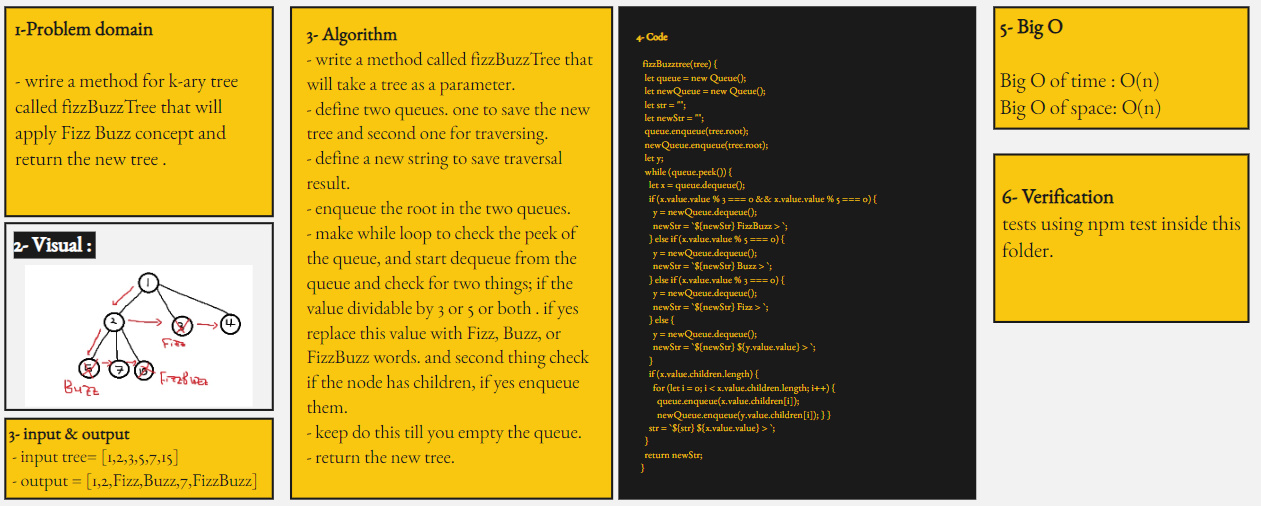 1-Problem domain
- wrire a method for k-ary tree
called fizzBuzzTree that will
apply Fizz Buzz concept and
return the new tree .
2- Visual :
1
2
3
4
Fizz
5
7
15
Buzz
FizzBuzz
3- input & output
- input tree= [1,2,3,5,7,15]
- output = [1,2,Fizz,Buzz,7,FizzBuzz]
3- Algorithm
- write a method called fizzBuzzTree that
will take a tree as a parameter.
- define two queues. one to save the new
tree and second one for traversing.
- define a new string to save traversal
result.
- enqueue the root in the two queues.
- make while loop to check the peek of
the queue, and start dequeue from the
queue and check for two things; if the
value dividable by 3 or 5 or both . if yes
replace this value with Fizz, Buzz, or
FizzBuzz words. and second thing check
if the node has children, if yes enqueue
them.
- keep do this till you empty the queue.
- return the new tree.
4- Code
fizzBuzztree(tree) {
let queue = new Queue();
let newQueue = new Queue();
let str = "";
let newStr = "";
queue.enqueue(tree.root);
newQueue.enqueue(tree.root);
let y;
while (queue.peek()) {
let x = queue.dequeue();
if (x.value.value % 3 === 0 && x.value.value % 5 === 0) {
y = newQueue.dequeue();
newStr = `${newStr} FizzBuzz > `;
} else if (x.value.value % 5 === 0) {
y = newQueue.dequeue();
newStr = `${newStr} Buzz > `;
} else if (x.value.value % 3 === 0) {
y = newQueue.dequeue();
newStr = `${newStr} Fizz > `;
} else {
y = newQueue.dequeue();
newStr = `${newStr} ${y.value.value} > `;
}
if (x.value.children.length) {
for (let i = 0; i < x.value.children.length; i++) {
queue.enqueue(x.value.children[i]);
newQueue.enqueue(y.value.children[i]); } }
str = `${str} ${x.value.value} > `;
}
return newStr;
}
5- Big O
Big O of time : O(n)
Big O of space: O(n)
6- Verification
tests using npm test inside this
folder.